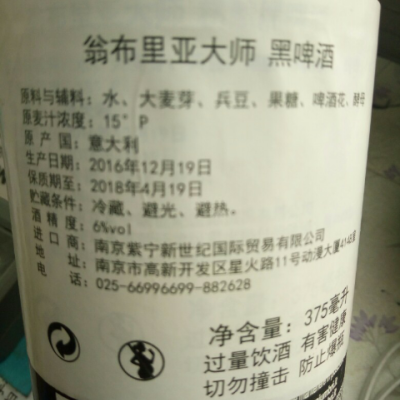 翁布里亚大师 黑啤酒
原料与辅料：水、大麦芽、兵豆、果糖、啤酒花、酵母
原麦汁浓度：15°P
原产国：意大利
生产日期：2016年12月19日
保质期至：2018年4月19日
贮藏条件：冷藏、避光、避热。
酒精度：6%vol
进口商：南京紫宁新世纪国际贸易有限公司
地址：南京市高新开发区星火路11号动漫大厦414室
电话：025-66996699-882628
净含量：375毫升
过量饮酒 有害健康
切勿撞击 防止爆瓶